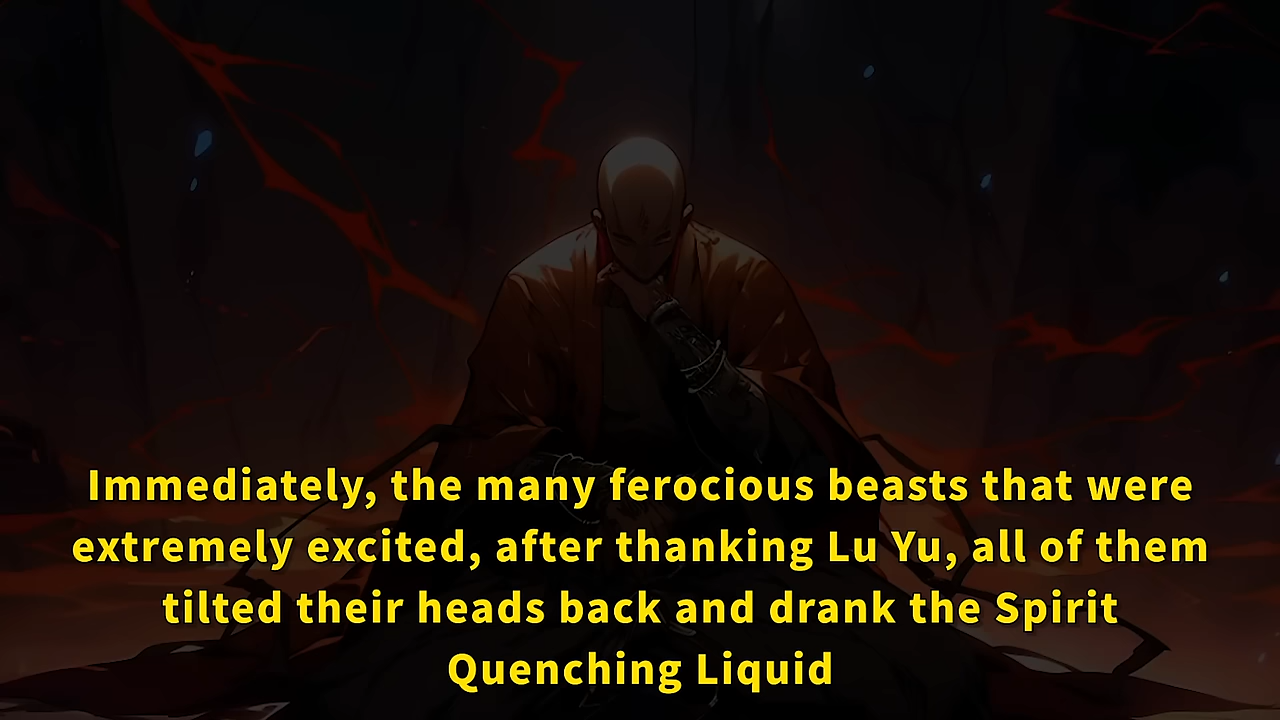 Immediately, the many ferocious beasts that were
extremely excited, after thanking Lu Yu, all of them
tilted their heads back and drank the Spirit
Quenching Liquid